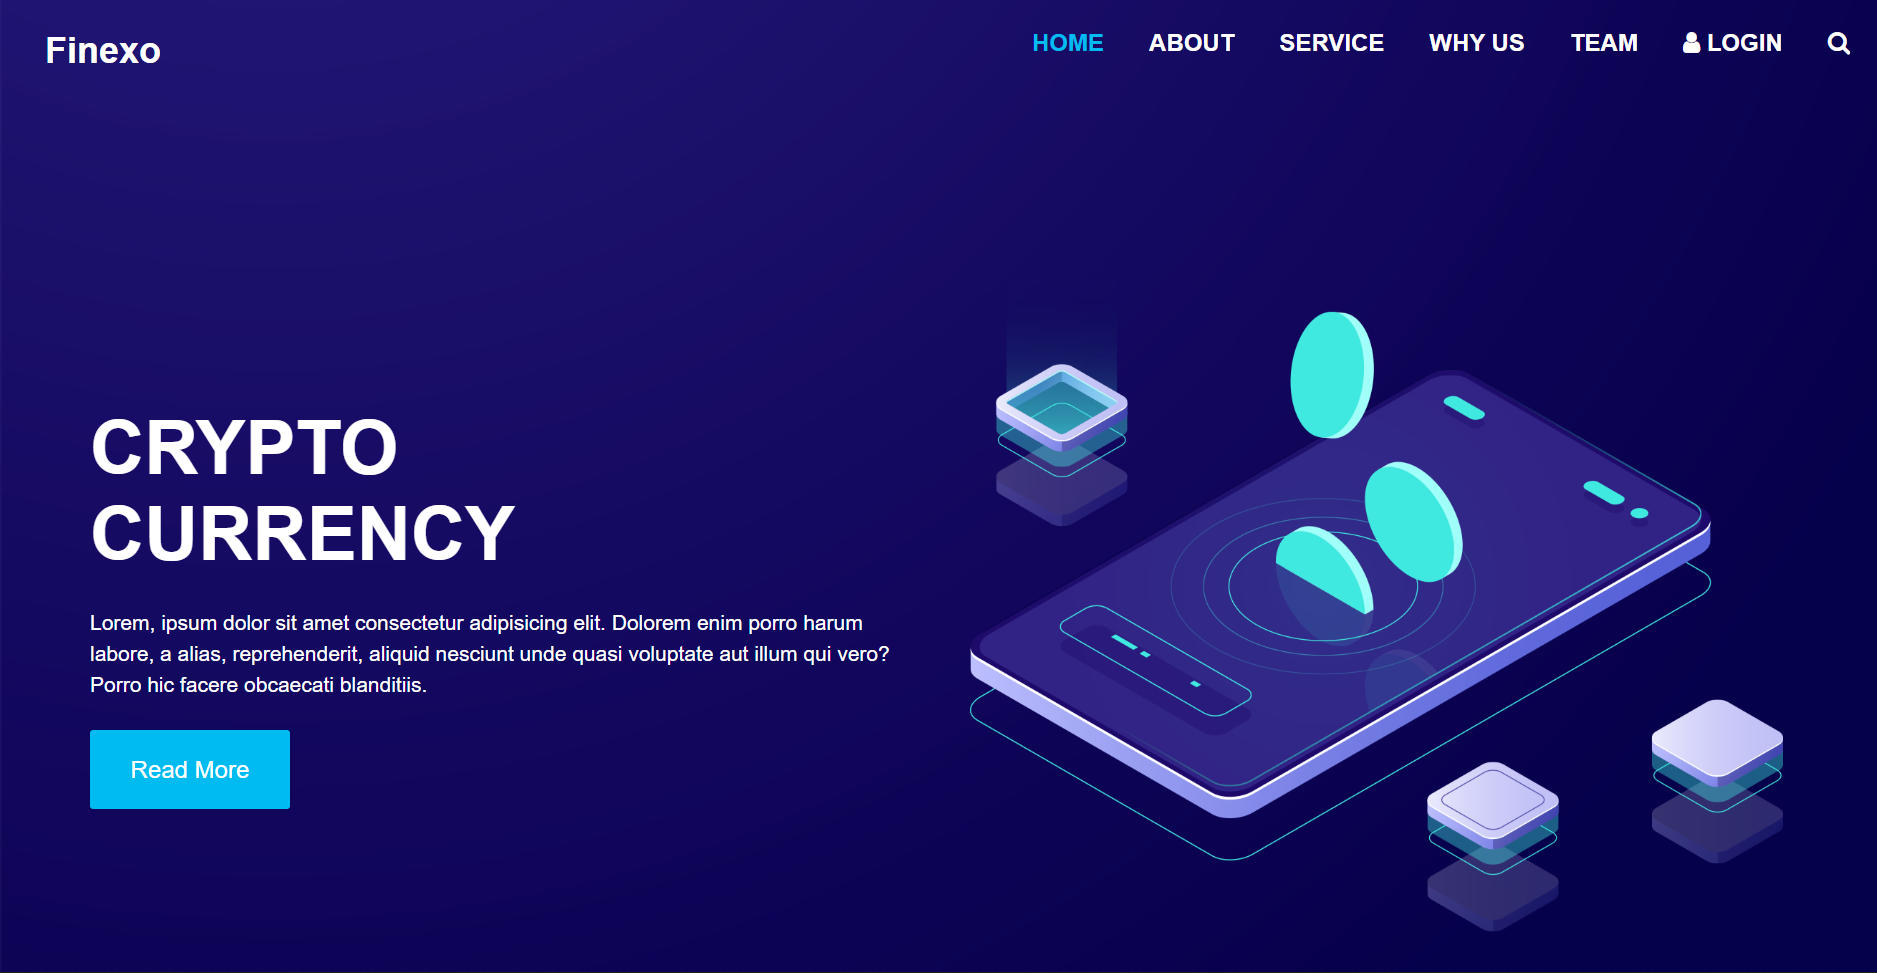 Finexo
HOME ABOUT SERVICE WHY US TEAM LOGIN
CRYPTO
CURRENCY
Lorem, ipsum dolor sit amet consectetur adipisicing elit. Dolorem enim porro harum
labore, a alias, reprehenderit, aliquid nesciunt unde quasi voluptate aut illum qui vero?
Porro hic facere obcaecati blanditiis.
Read More